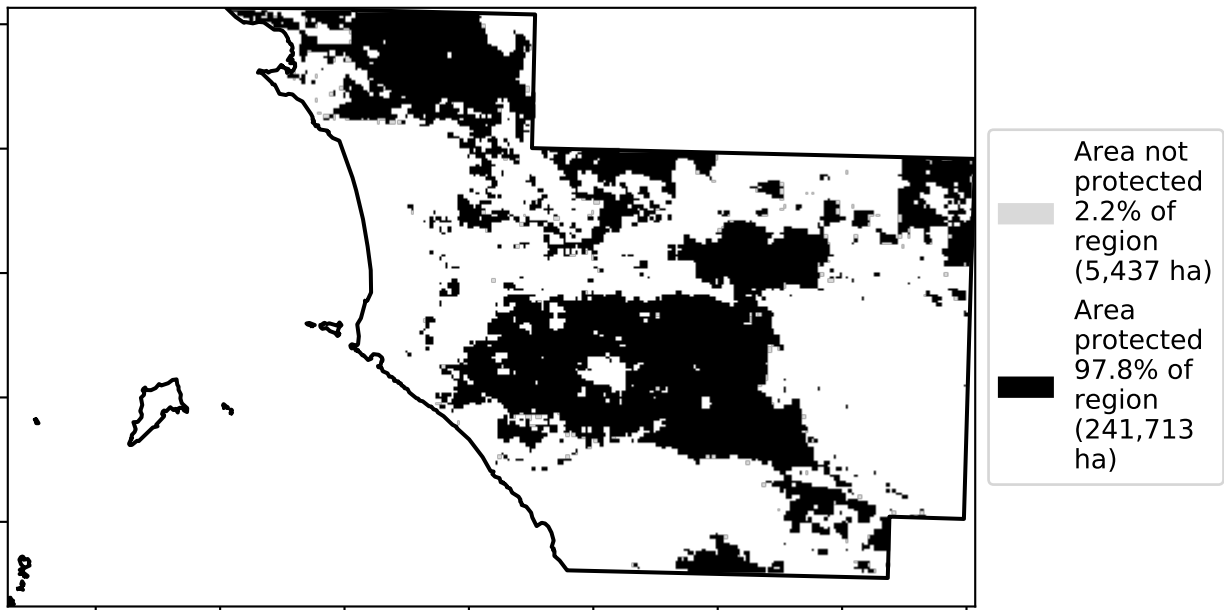 Area not
protected
2.2% of
region
(5,437 ha)
Area
protected
97.8% of
region
(241,713
ha)